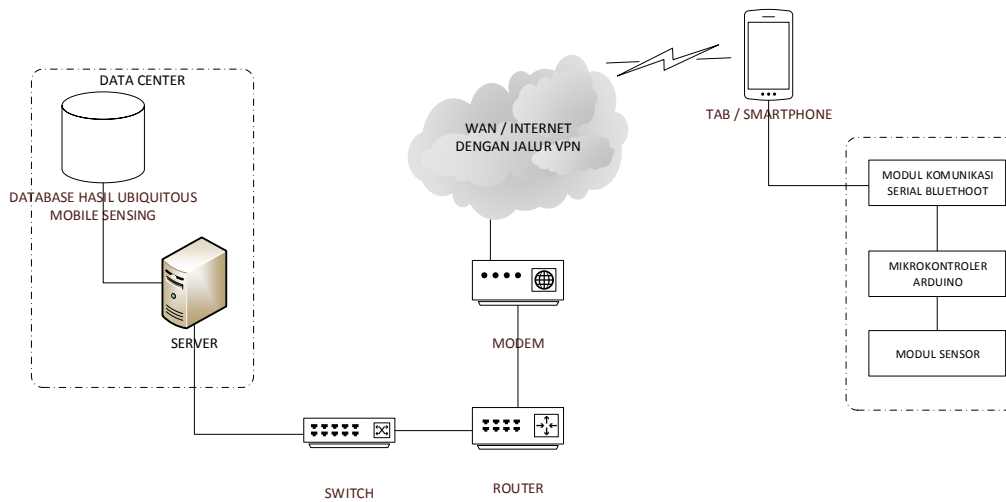 DATA CENTER
DATABASE HASIL UBIQUITOUS
MOBILE SENSING
SERVER
SWITCH
ROUTER
MODEM
WAN / INTERNET
DENGAN JALUR VPN
TAB / SMARTPHONE
MODUL KOMUNIKASI
SERIAL BLUETHOOT
MIKROKONTROLER
ARDUINO
MODUL SENSOR